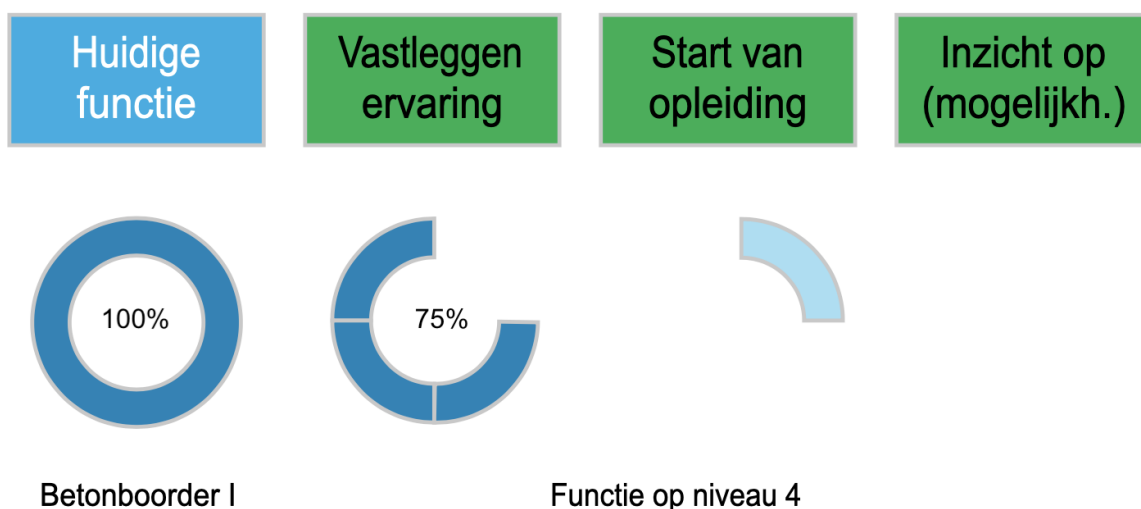 Huidige
functie
Vastleggen
ervaring
Start van
opleiding
Inzicht op
(mogelijkh.)
100%
75%
Betonboorder I
Functie op niveau 4